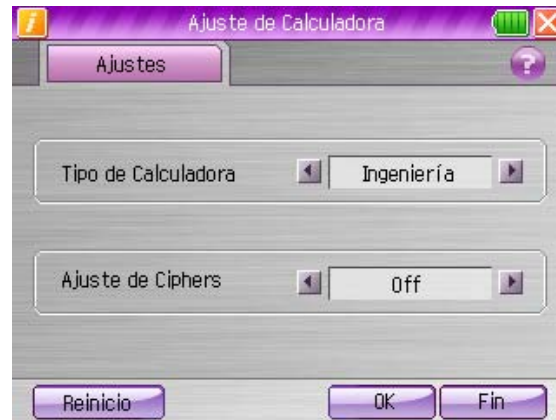 i Ajuste de Calculadora
Ajustes ?
Tipo de Calculadora Ingeniería
Ajuste de Ciphers Off
Reinicio OK Fin